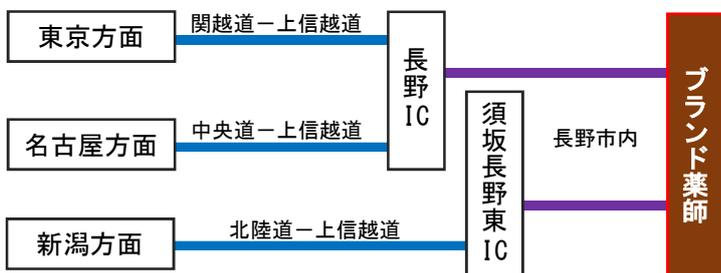 東京方面
関越道－上信越道
長野IC
名古屋方面
中央道－上信越道
須坂長野東IC
長野市内
ブランド薬師
新潟方面
北陸道－上信越道